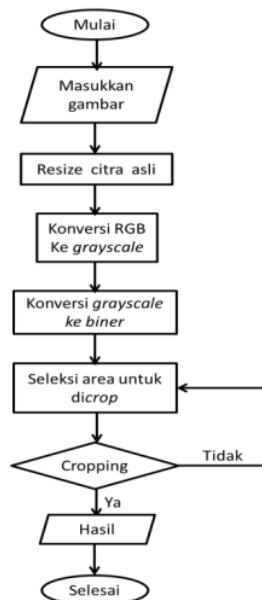 Mulai
Masukkan
gambar
Resize citra asli
Konversi RGB
Ke grayscale
Konversi grayscale
ke biner
Seleksi area untuk
dicrop
Cropping
Tidak
Ya
Hasil
Selesai